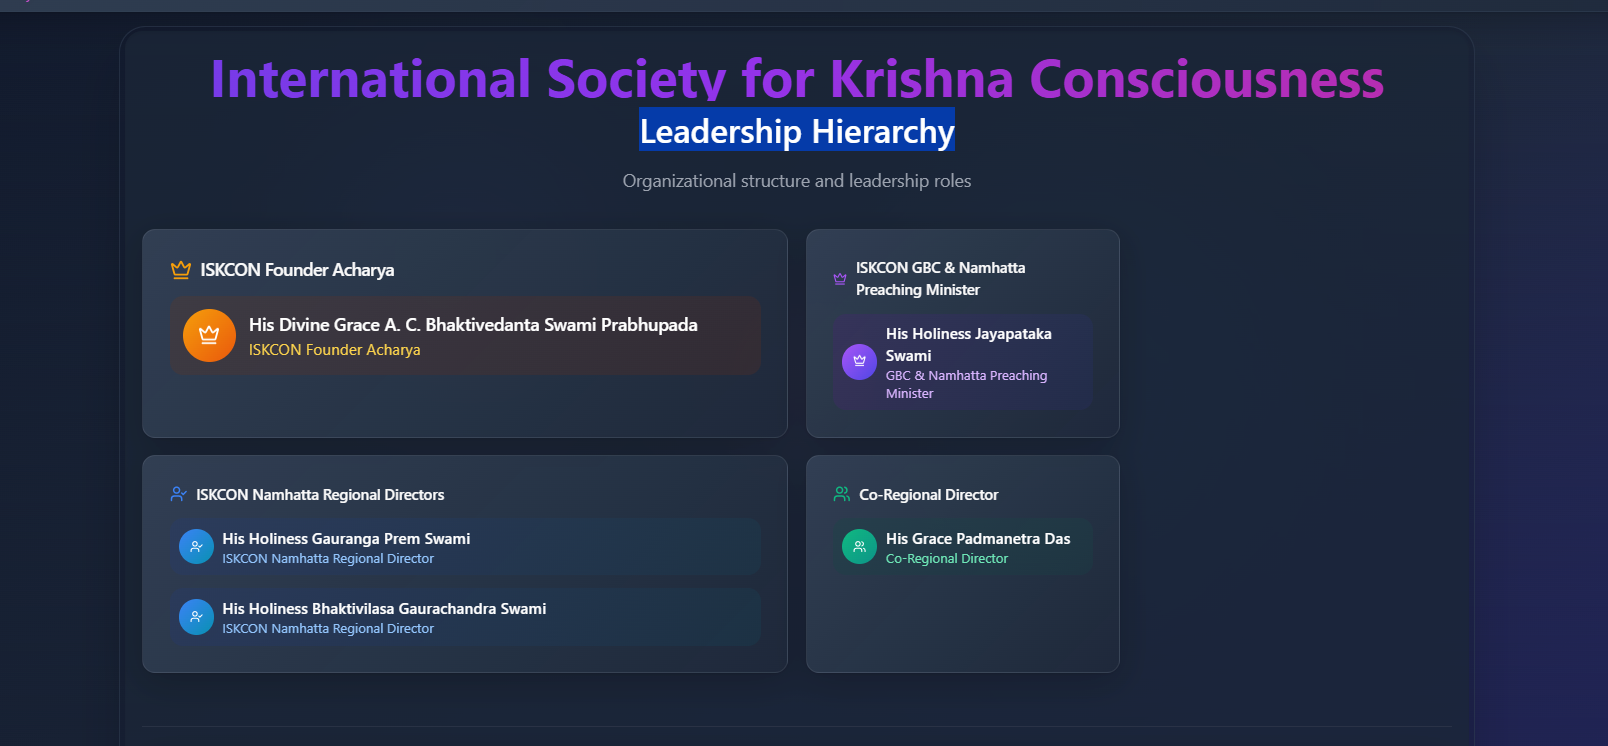 International Society for Krishna Consciousness
Leadership Hierarchy
Organizational structure and leadership roles
ISKCON Founder Acharya
His Divine Grace A. C. Bhaktivedanta Swami Prabhupada
ISKCON Founder Acharya
ISKCON GBC & Namhatta
Preaching Minister
His Holiness Jayapataka
Swami
GBC & Namhatta Preaching
Minister
ISKCON Namhatta Regional Directors
His Holiness Gauranga Prem Swami
ISKCON Namhatta Regional Director
His Holiness Bhaktivilasa Gaurachandra Swami
ISKCON Namhatta Regional Director
Co-Regional Director
His Grace Padmanetra Das
Co-Regional Director